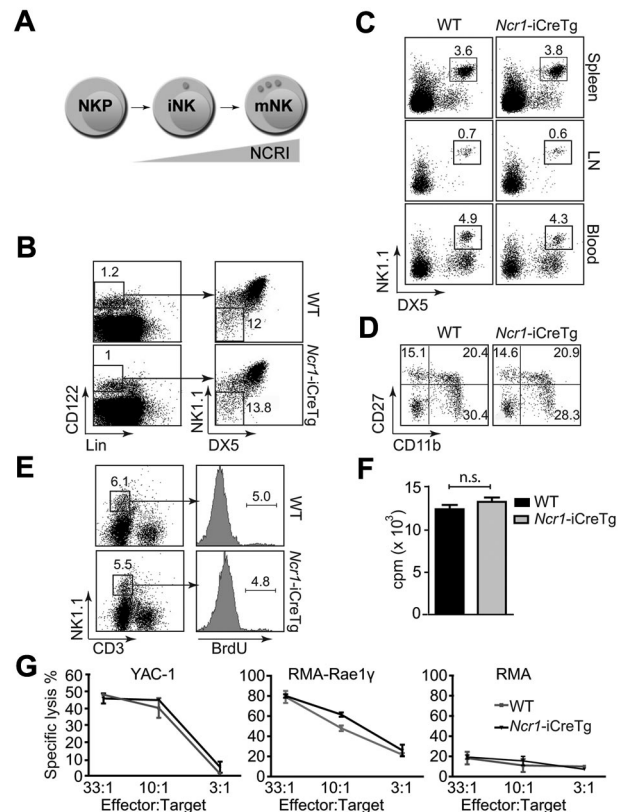 A
NKP
iNK
mNK
NCRI
B
1.2
12
WT
1
13.8
Ncr1-iCreTg
CD122
Lin
NK1.1
DX5
C
WT
Ncr1-iCreTg
3.6
3.8
Spleen
0.7
0.6
LN
4.9
4.3
Blood
NK1.1
DX5
D
WT
Ncr1-iCreTg
15.1
20.4
14.6
20.9
30.4
28.3
CD27
CD11b
E
6.1
5.0
WT
5.5
4.8
Ncr1-iCreTg
NK1.1
CD3
BrdU
F
n.s.
15
10
5
0
cpm (x 10³)
WT
Ncr1-iCreTg
G
YAC-1
RMA-Rae1γ
RMA
Specific lysis %
60
50
40
30
20
10
0
100
80
60
40
20
0
100
80
60
40
20
0
WT
Ncr1-iCreTg
33:1
10:1
3:1
33:1
10:1
3:1
33:1
10:1
3:1
Effector:Target
Effector:Target
Effector:Target